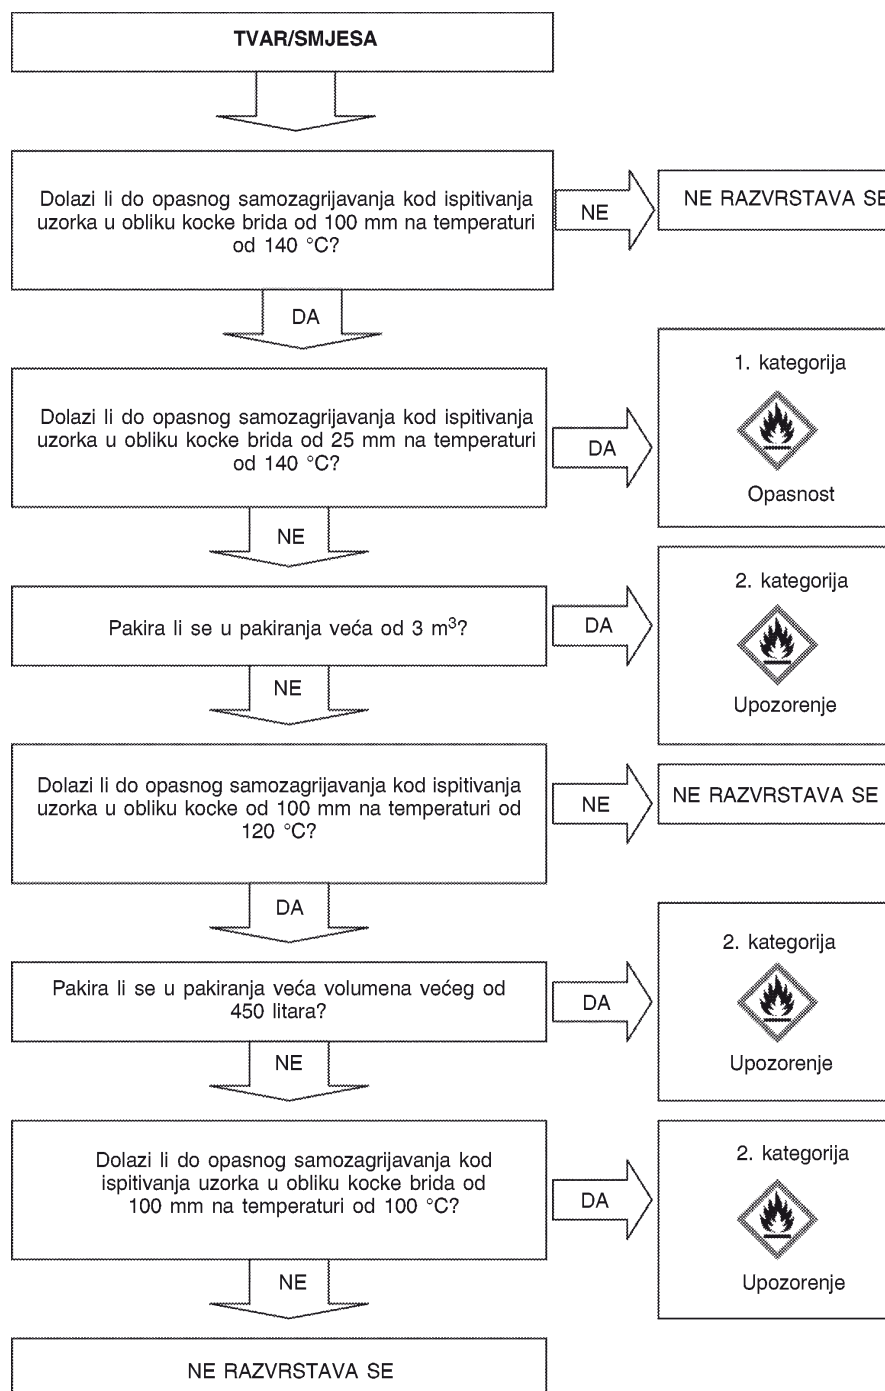 TVAR/SMJESA
Dolazi li do opasnog samozagrijavanja kod ispitivanja
uzorka u obliku kocke brida od 100 mm na temperaturi
od 140 °C?
NE
NE RAZVRSTAVA SE
DA
Dolazi li do opasnog samozagrijavanja kod ispitivanja
uzorka u obliku kocke brida od 25 mm na temperaturi
od 140 °C?
DA
1. kategorija
Opasnost
NE
Pakira li se u pakiranja veća od 3 m³?
DA
2. kategorija
Upozorenje
NE
Dolazi li do opasnog samozagrijavanja kod ispitivanja
uzorka u obliku kocke od 100 mm na temperaturi od
120 °C?
NE
NE RAZVRSTAVA SE
DA
Pakira li se u pakiranja veća volumena većeg od
450 litara?
DA
2. kategorija
Upozorenje
NE
Dolazi li do opasnog samozagrijavanja kod
ispitivanja uzorka u obliku kocke brida od
100 mm na temperaturi od 100 °C?
DA
2. kategorija
Upozorenje
NE
NE RAZVRSTAVA SE